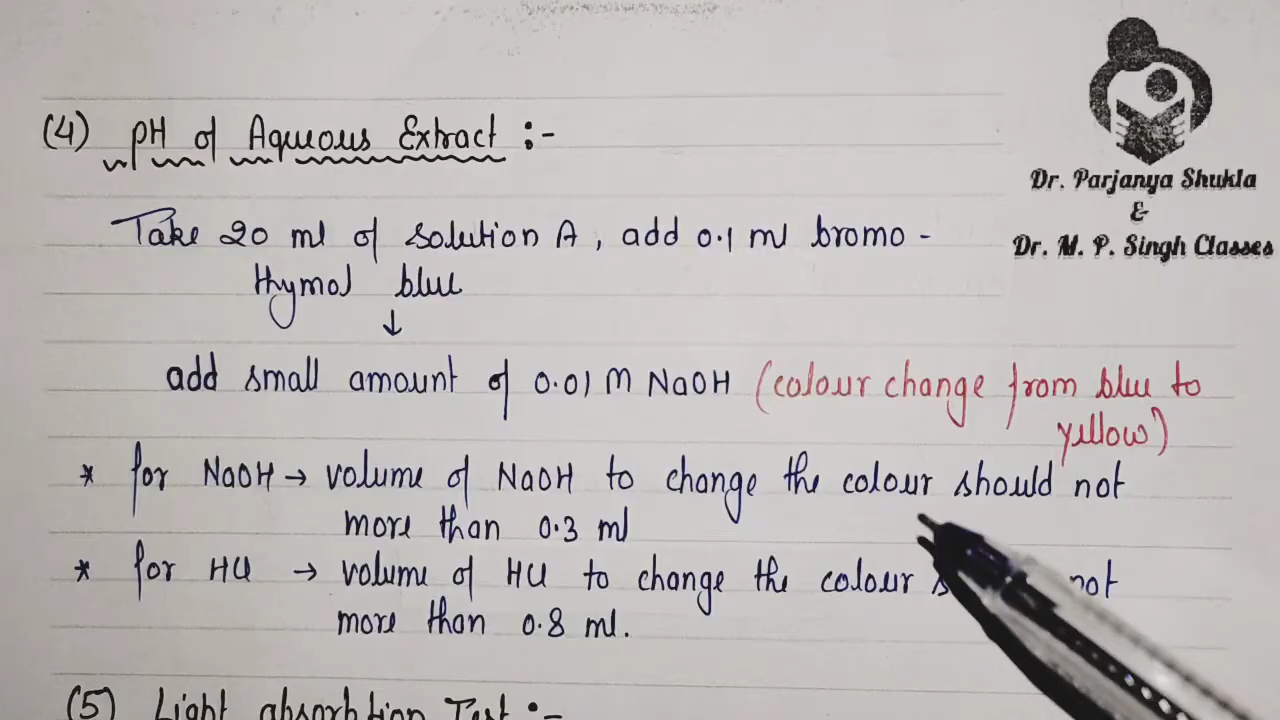 (4) pH of Aqueous Extract :-
Dr. Parjanya Shukla
&
Dr. M. P. Singh Classes
Take 20 ml of solution A, add 0.1 ml bromo-
thymol blue
↓
add small amount of 0.01 M NaOH (colour change from blue to
yellow)
* for NaOH → volume of NaOH to change the colour should not
more than 0.3 ml
* for HCl → volume of HCl to change the colour not
more than 0.8 ml.
(5) Light absorbtion Test :-